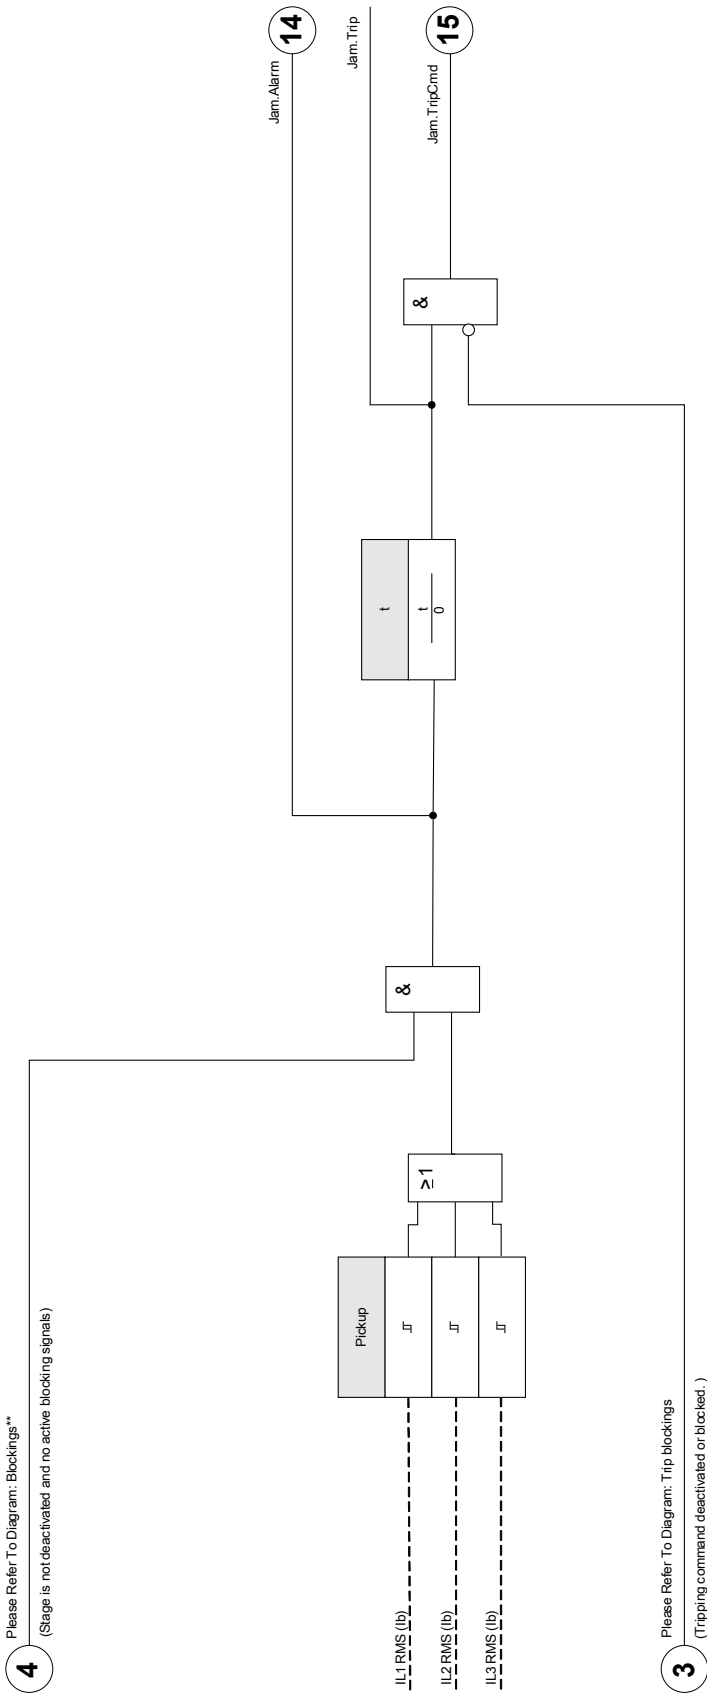 4
Please Refer To Diagram: Blockings**
(Stage is not deactivated and no active blocking signals)
IL1 RMS (Ib)
IL2 RMS (Ib)
IL3 RMS (Ib)
Pickup
≥1
&
t
t
0
&
Jam.Alarm
14
Jam.Trip
Jam.TripCmd
15
3
Please Refer To Diagram: Trip blockings
(Tripping command deactivated or blocked. )